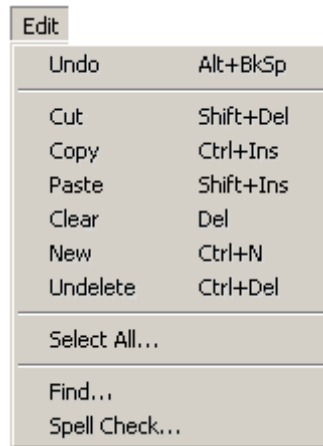 Edit
Undo Alt+BkSp
Cut Shift+Del
Copy Ctrl+Ins
Paste Shift+Ins
Clear Del
New Ctrl+N
Undelete Ctrl+Del
Select All...
Find...
Spell Check...